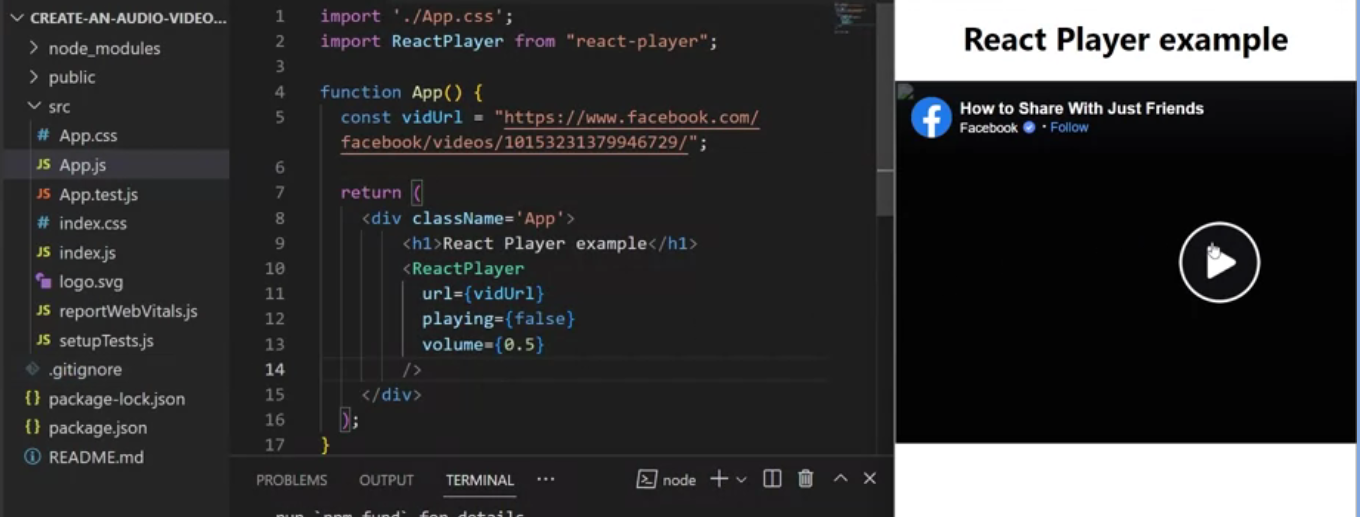 CREATE-AN-AUDIO-VIDEO...
node_modules
public
src
# App.css
JS App.js
JS App.test.js
# index.css
JS index.js
logo.svg
JS reportWebVitals.js
JS setupTests.js
.gitignore
{} package-lock.json
{} package.json
README.md
1 import './App.css';
2 import ReactPlayer from "react-player";
3
4 function App() {
5 const vidUrl = "https://www.facebook.com/
facebook/videos/10153231379946729/";
6
7 return (
8 <div className='App'>
9 <h1>React Player example</h1>
10 <ReactPlayer
11 url={vidUrl}
12 playing={false}
13 volume={0.5}
14 />
15 </div>
16 );
17 }
PROBLEMS OUTPUT TERMINAL ··· node
run `npm fund` for details
React Player example
How to Share With Just Friends
Facebook · Follow